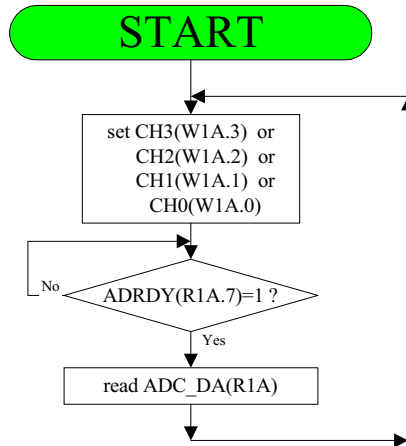 START
set CH3(W1A.3) or
CH2(W1A.2) or
CH1(W1A.1) or
CH0(W1A.0)
No
ADRDY(R1A.7)=1 ?
Yes
read ADC_DA(R1A)